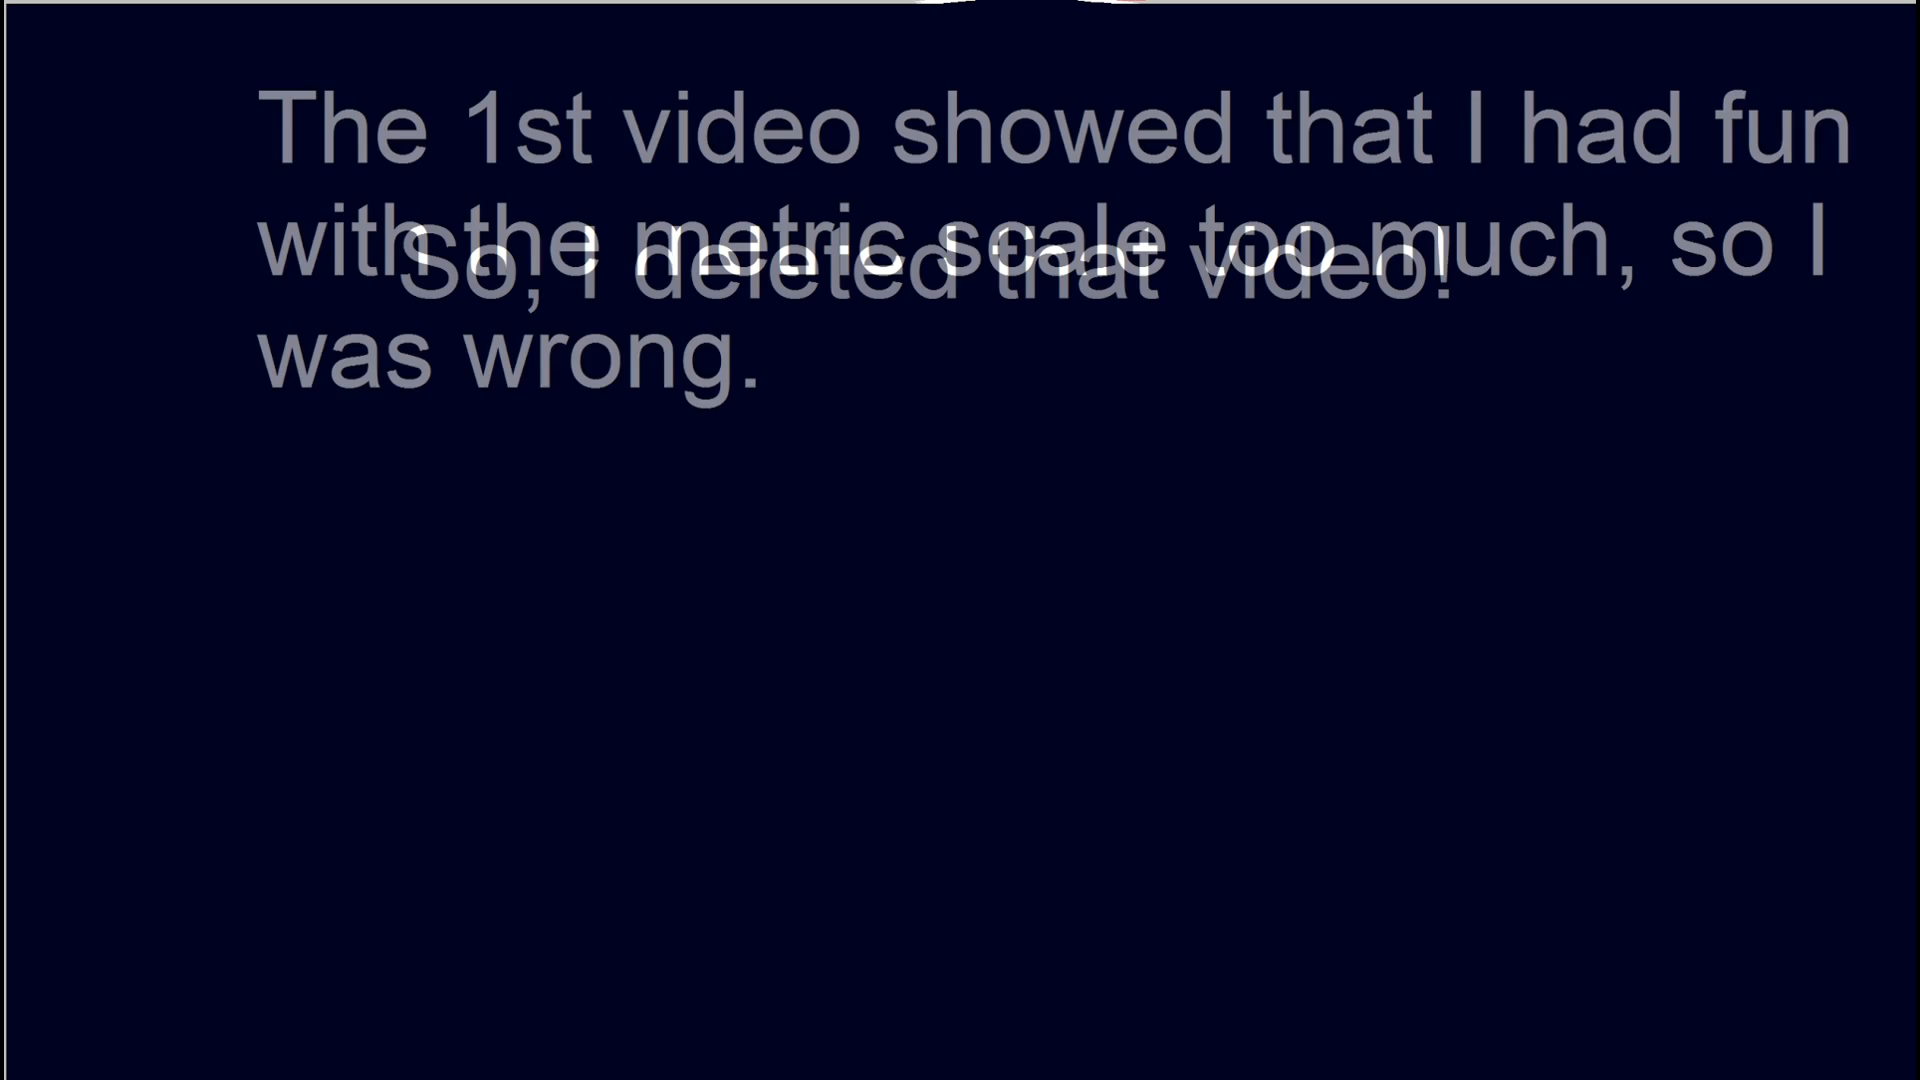 The 1st video showed that I had fun
with the metric scale too much, so I
was wrong.
So, I deleted that video!